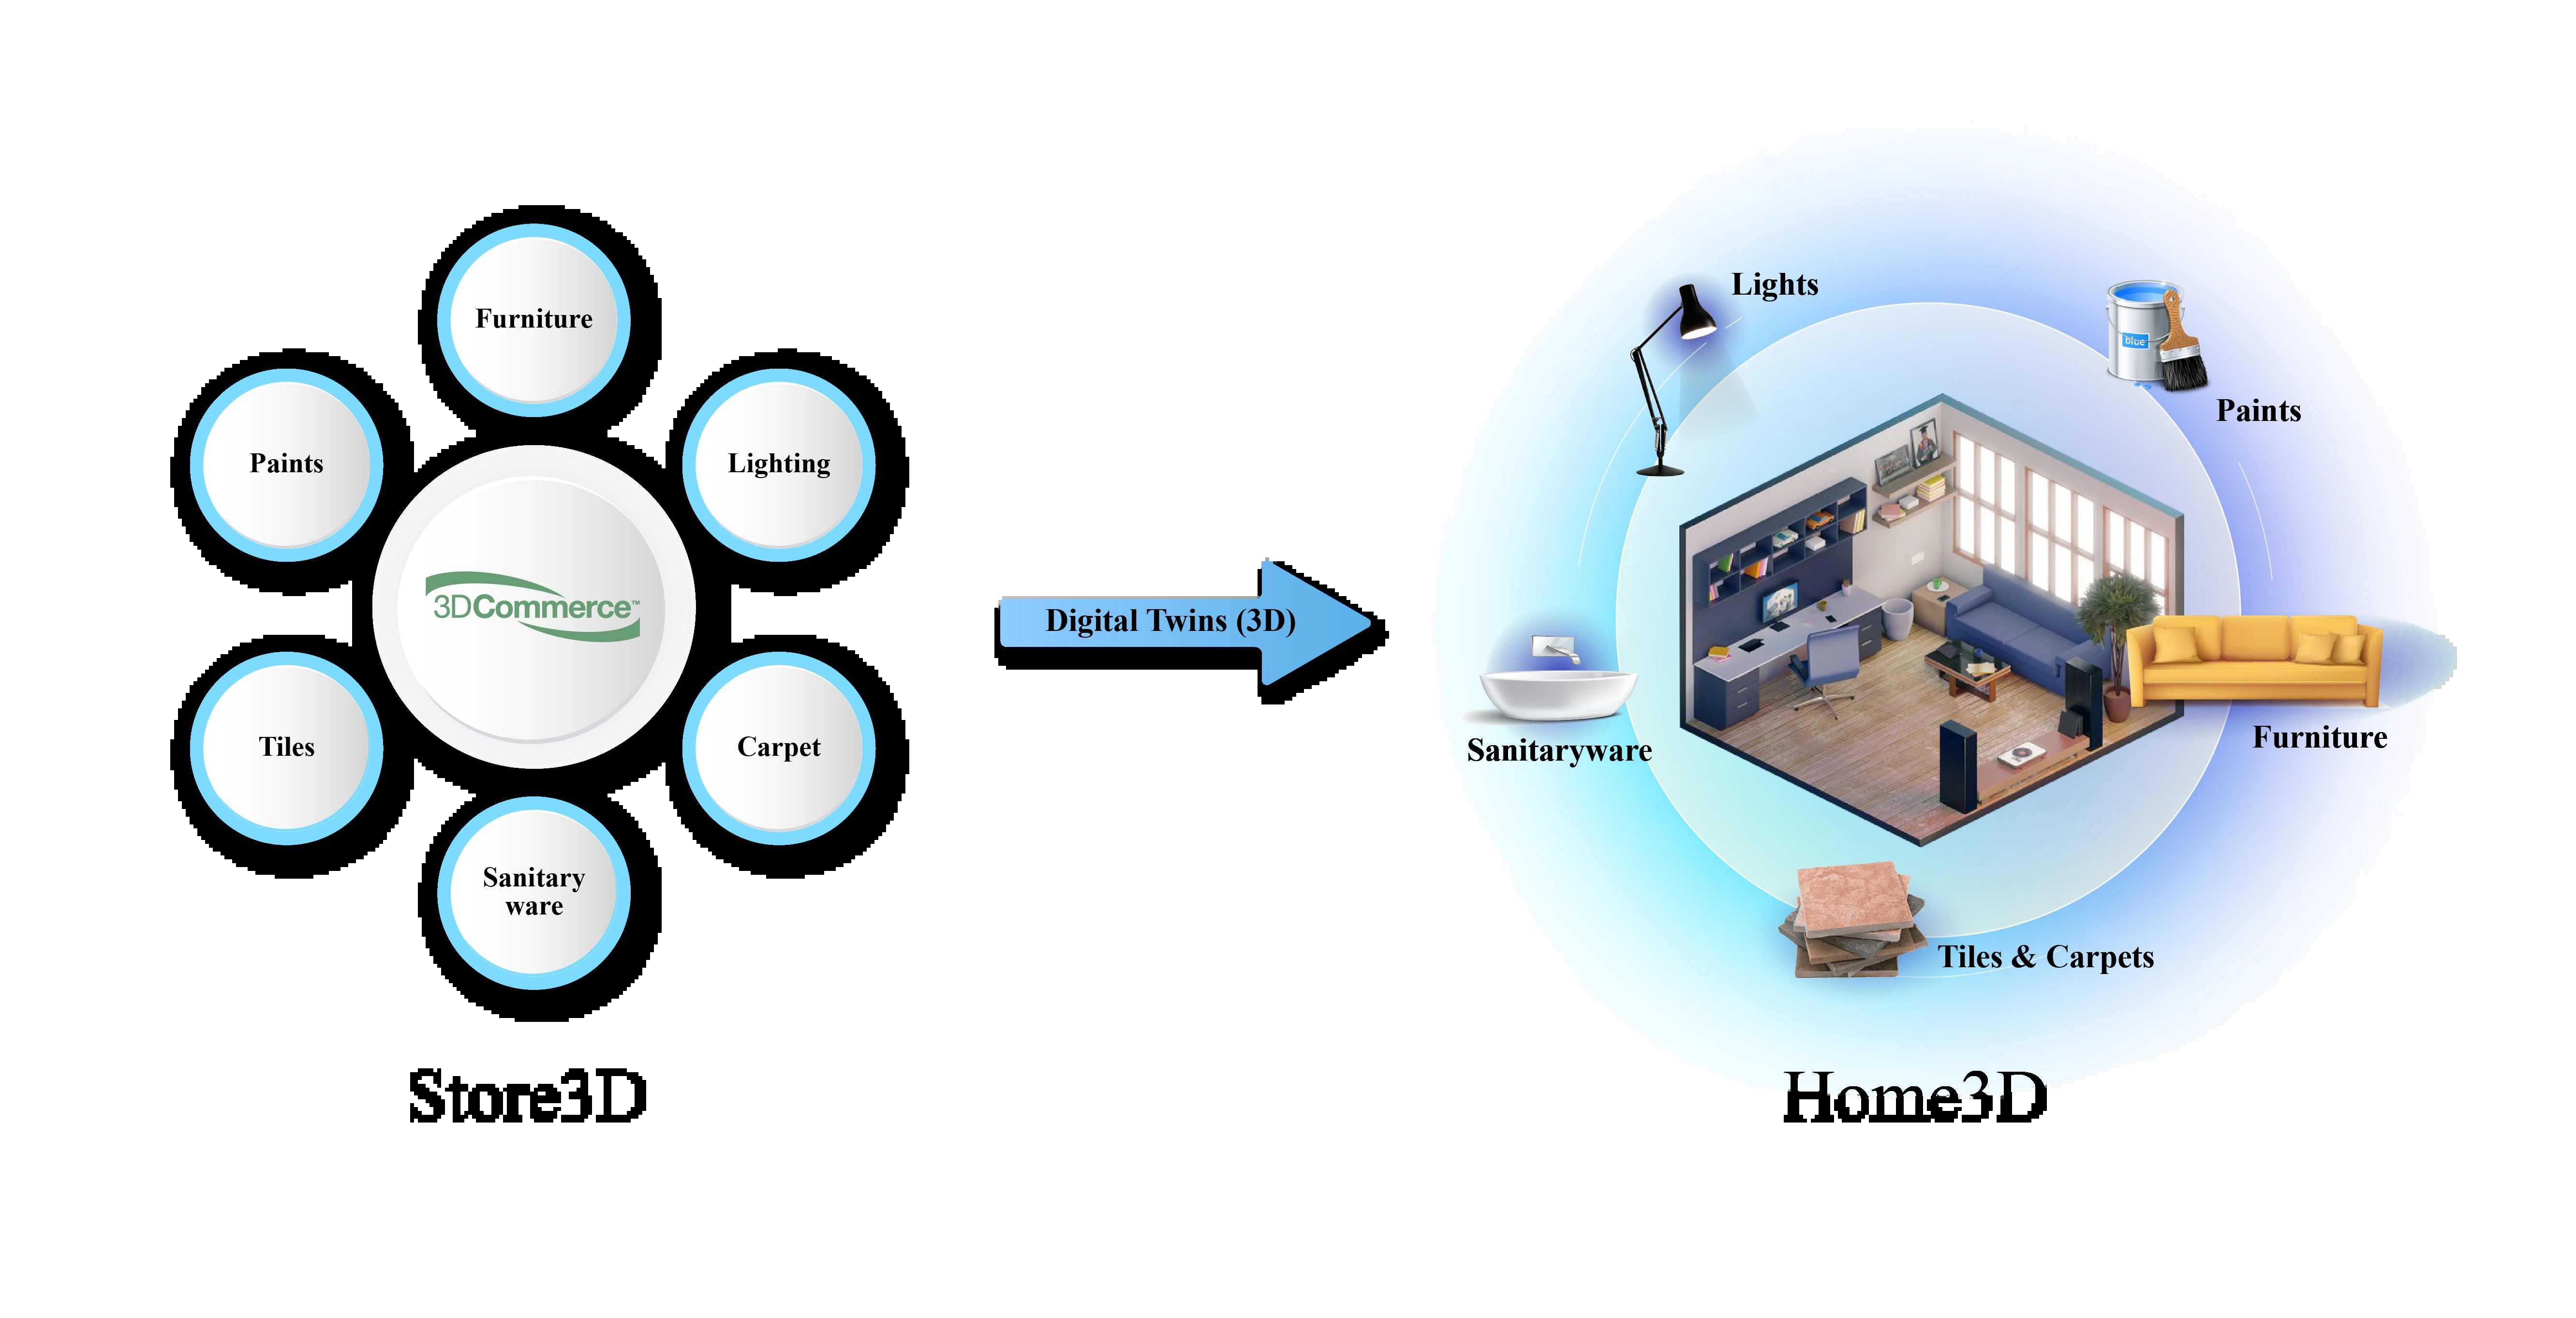 Furniture
Paints
Lighting
3DCommerce™
Tiles
Carpet
Sanitary
ware
Store3D
Digital Twins (3D)
Lights
blue
Paints
Sanitaryware
Furniture
Tiles & Carpets
Home3D